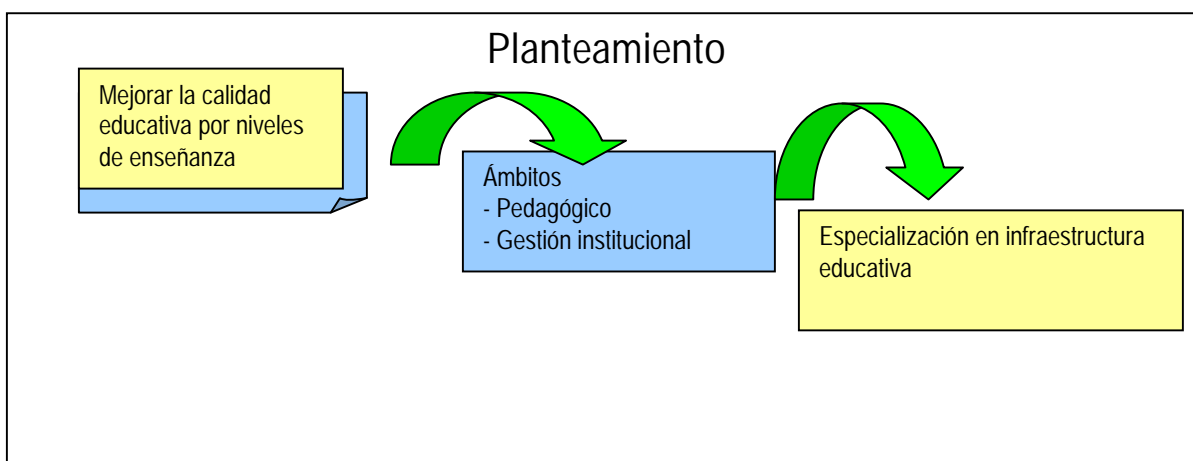 Planteamiento
Mejorar la calidad
educativa por niveles
de enseñanza
Ámbitos
- Pedagógico
- Gestión institucional
Especialización en infraestructura
educativa